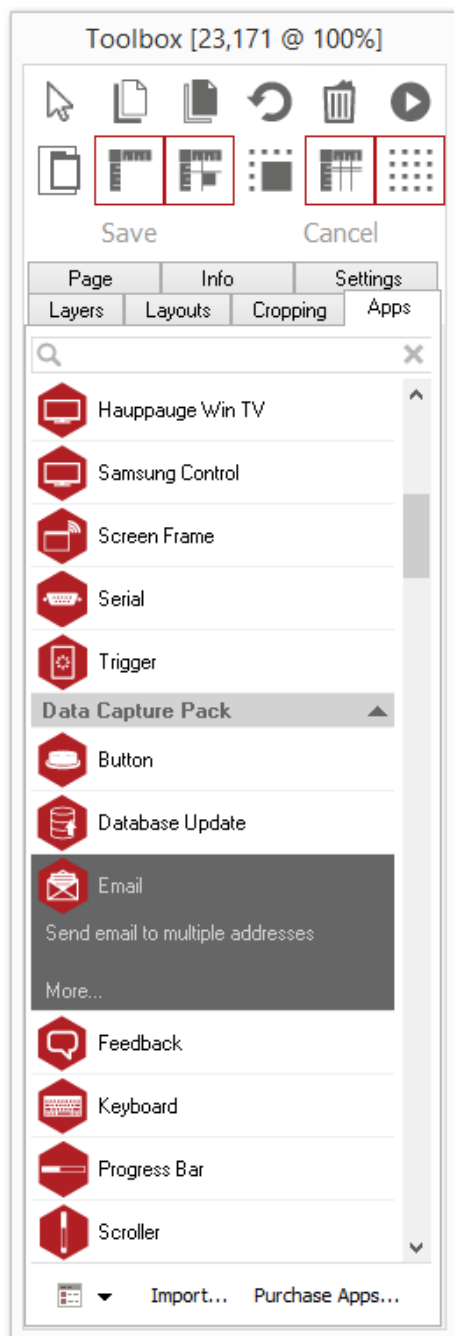 Toolbox [23,171 @ 100%]
Save Cancel
Page Info Settings
Layers Layouts Cropping Apps
Hauppauge Win TV
Samsung Control
Screen Frame
Serial
Trigger
Data Capture Pack
Button
Database Update
Email
Send email to multiple addresses
More...
Feedback
Keyboard
Progress Bar
Scroller
Import... Purchase Apps...